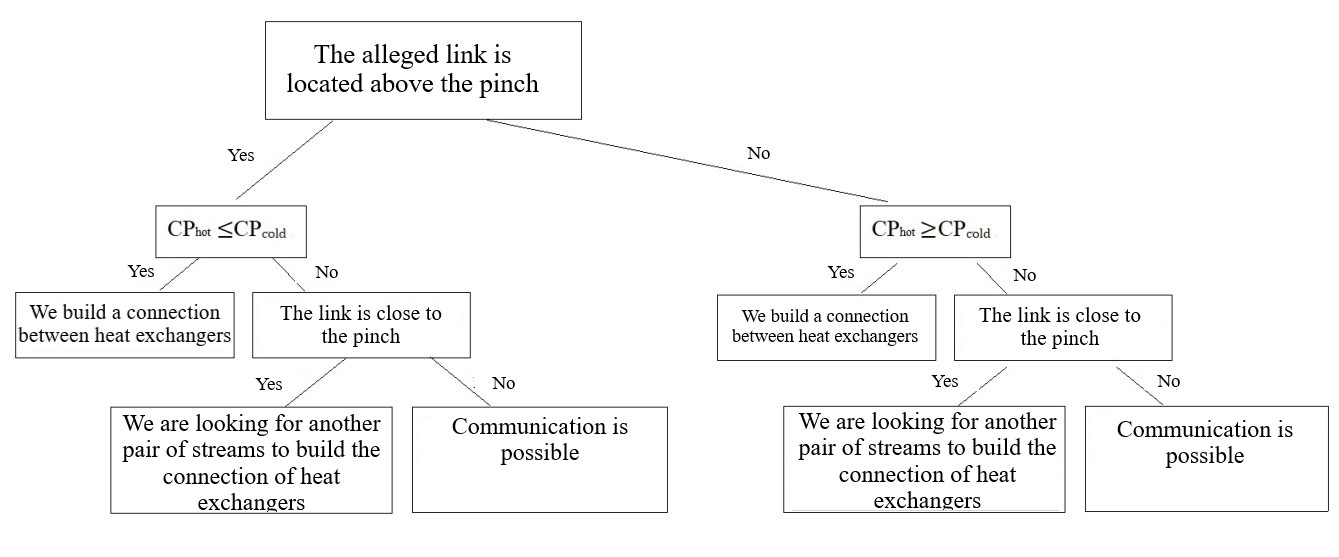 The alleged link is
located above the pinch
Yes
No
CPhot ≤CPcold
CPhot ≥CPcold
Yes
No
Yes
No
We build a connection
between heat exchangers
The link is close to
the pinch
We build a connection
between heat exchangers
The link is close to
the pinch
Yes
No
Yes
No
We are looking for another
pair of streams to build the
connection of heat
exchangers
Communication is
possible
We are looking for another
pair of streams to build the
connection of heat
exchangers
Communication is
possible